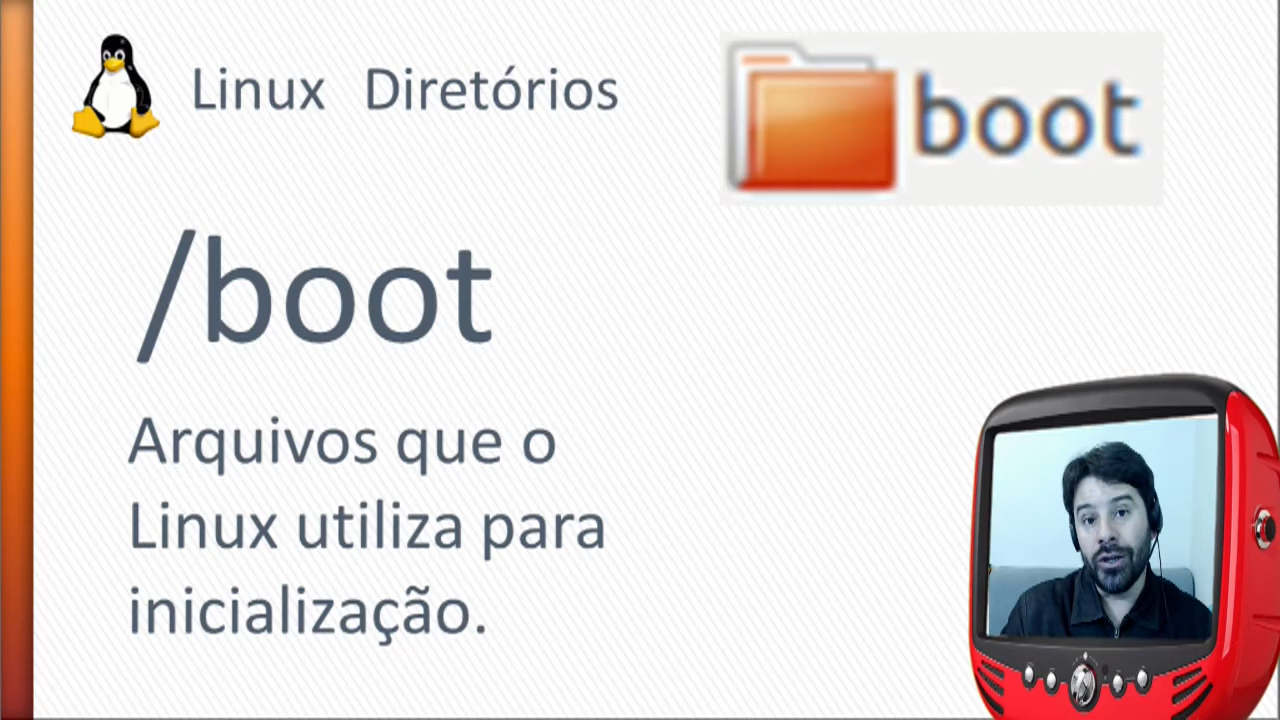 Linux Diretórios
boot
/boot
Arquivos que o
Linux utiliza para
inicialização.